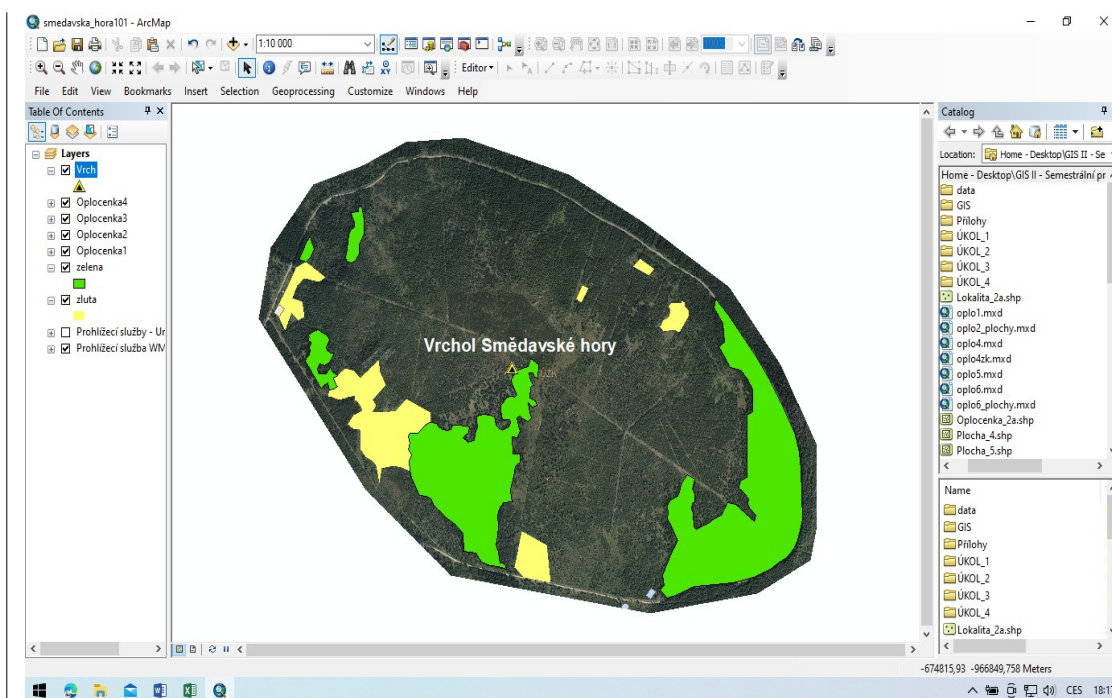 smedavska_hora101 - ArcMap
1:10 000
Editor
File Edit View Bookmarks Insert Selection Geoprocessing Customize Windows Help
Table Of Contents
Layers
Vrch
Oplocenka4
Oplocenka3
Oplocenka2
Oplocenka1
zelena
zluta
Prohlížecí služby - Ur
Prohlížecí služba WM
Vrchol Smědavské hory
Catalog
Location: Home - Desktop\GIS II - Se
Home - Desktop\GIS II - Semestrální pr
data
GIS
Přílohy
ÚKOL_1
ÚKOL_2
ÚKOL_3
ÚKOL_4
Lokalita_2a.shp
oplo1.mxd
oplo2_plochy.mxd
oplo4.mxd
oplo4zk.mxd
oplo5.mxd
oplo6.mxd
oplo6_plochy.mxd
Oplocenka_2a.shp
Plocha_4.shp
Plocha_5.shp
Name
data
GIS
Přílohy
ÚKOL_1
ÚKOL_2
ÚKOL_3
ÚKOL_4
Lokalita_2a.shp
-674815,93 -966849,758 Meters
CES